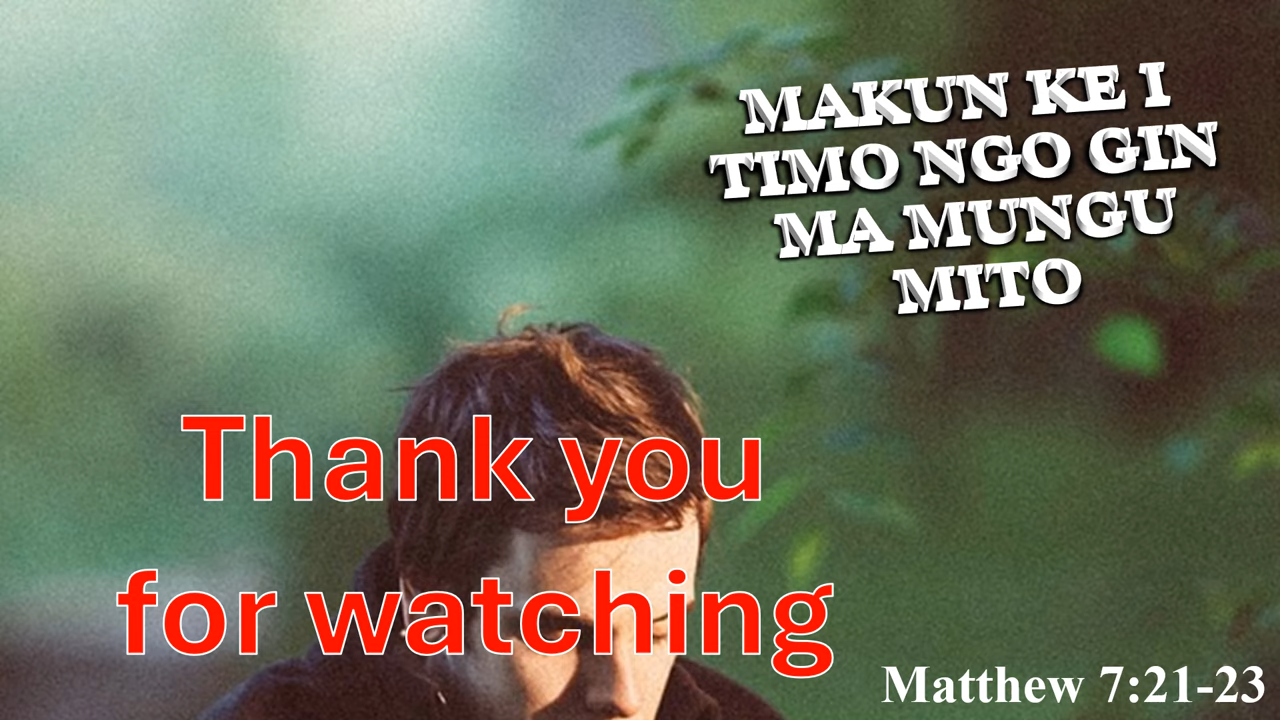 MAKUN KE I
TIMO NGO GIN
MA MUNGU
MITO
Thank you
for watching
Matthew 7:21-23